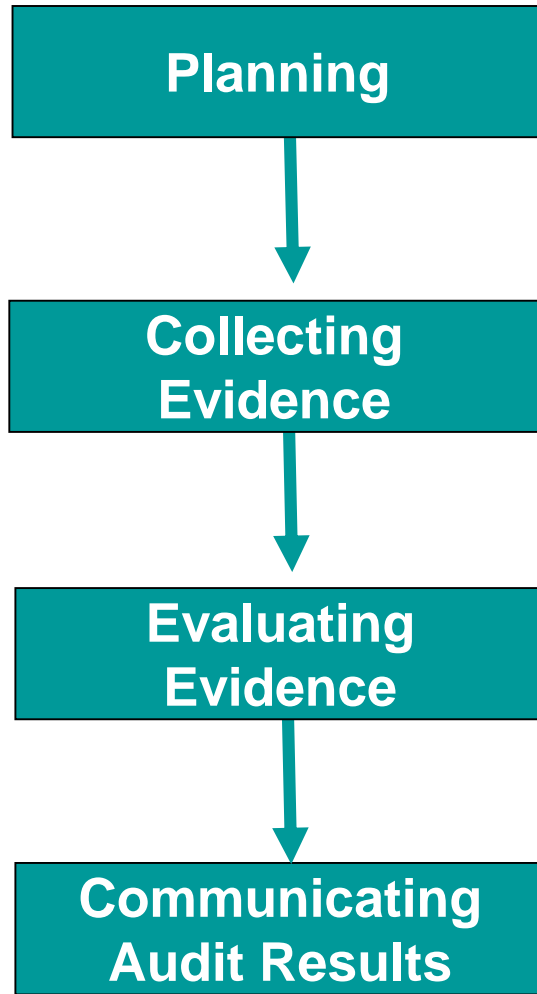 Planning
Collecting
Evidence
Evaluating
Evidence
Communicating
Audit Results